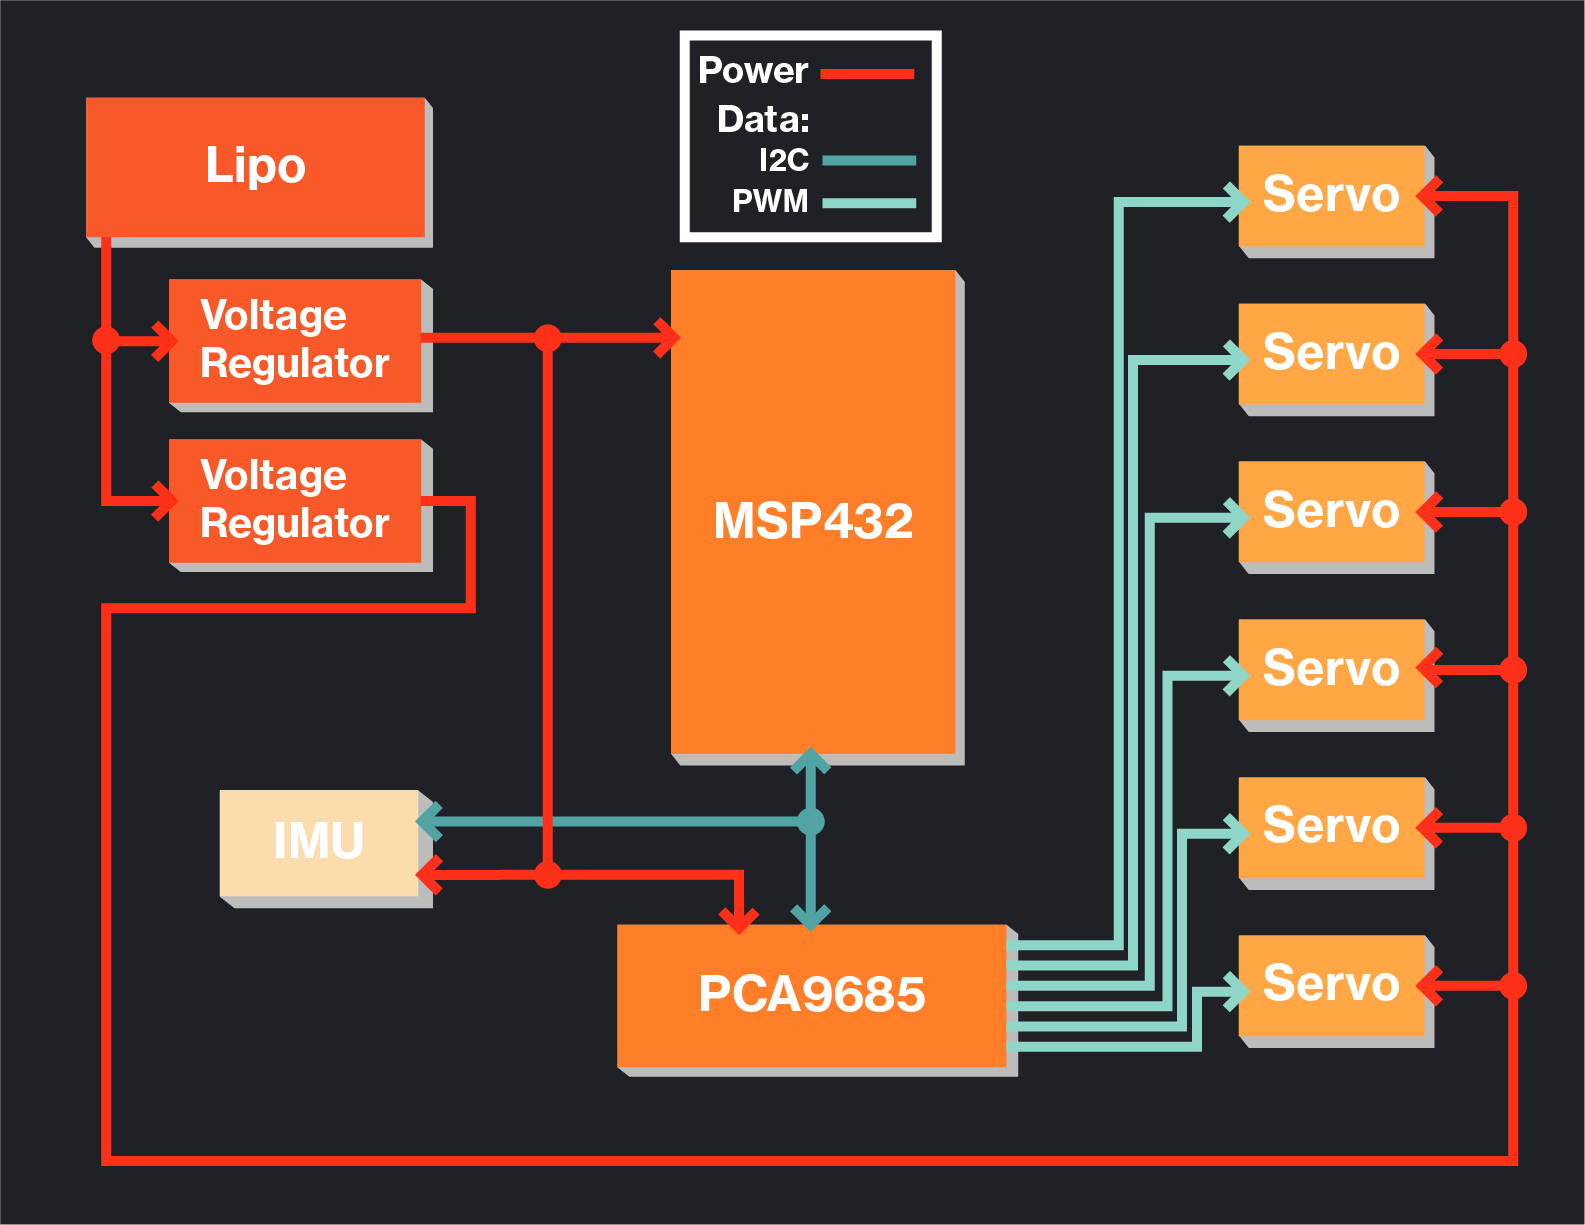 Power
Data:
I2C
PWM
Lipo
Voltage
Regulator
Voltage
Regulator
MSP432
IMU
PCA9685
Servo
Servo
Servo
Servo
Servo
Servo